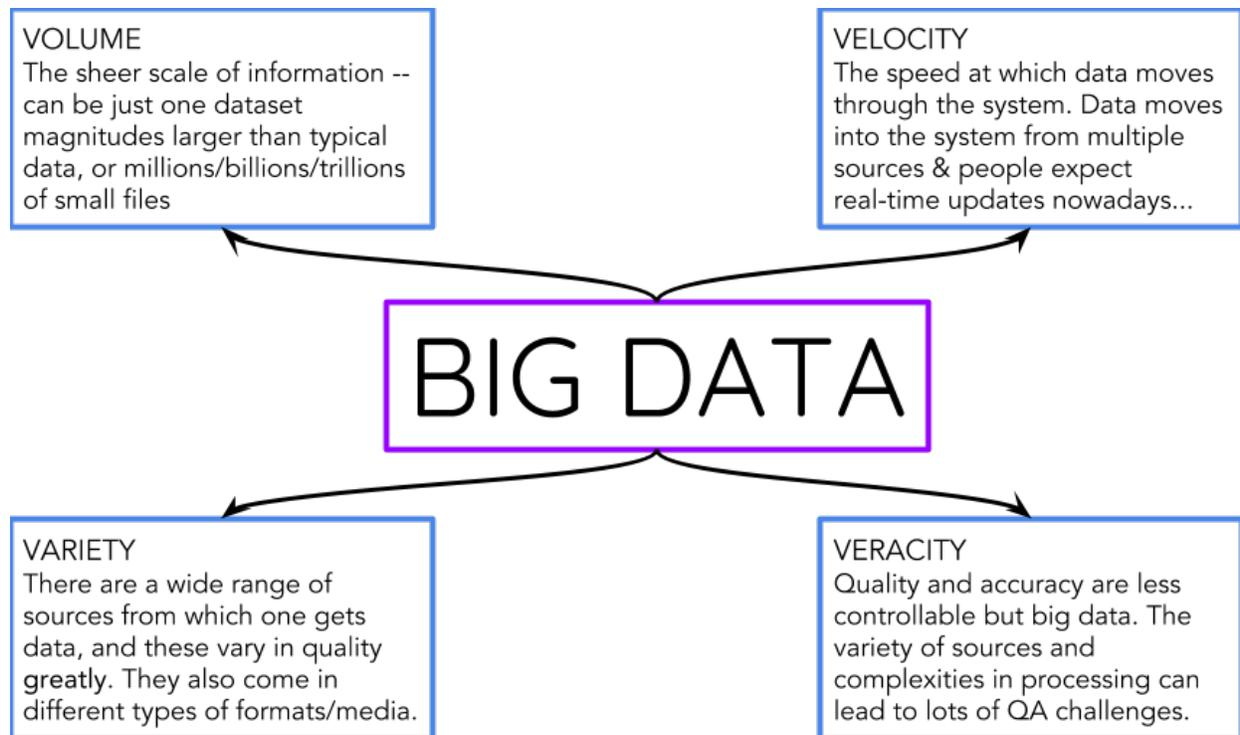 VOLUME
The sheer scale of information --
can be just one dataset
magnitudes larger than typical
data, or millions/billions/trillions
of small files
VELOCITY
The speed at which data moves
through the system. Data moves
into the system from multiple
sources & people expect
real-time updates nowadays...
BIG DATA
VARIETY
There are a wide range of
sources from which one gets
data, and these vary in quality
greatly. They also come in
different types of formats/media.
VERACITY
Quality and accuracy are less
controllable but big data. The
variety of sources and
complexities in processing can
lead to lots of QA challenges.